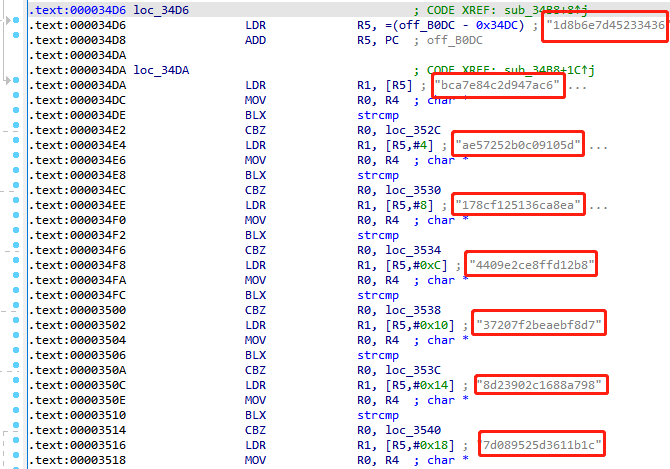 .text:000034D6 loc_34D6 ; CODE XREF: sub_34B8+8↑j
.text:000034D6 LDR R5, =(off_B0DC - 0x34DC) ; "1d8b6e7d45233436
.text:000034D8 ADD R5, PC ; off_B0DC
.text:000034DA
.text:000034DA loc_34DA ; CODE XREF: sub_34B8+1C↑j
.text:000034DA LDR R1, [R5] ; "bca7e84c2d947ac6" ...
.text:000034DC MOV R0, R4 ; char *
.text:000034DE BLX strcmp
.text:000034E2 CBZ R0, loc_352C
.text:000034E4 LDR R1, [R5,#4] ; "ae57252b0c09105d" ...
.text:000034E6 MOV R0, R4 ; char *
.text:000034E8 BLX strcmp
.text:000034EC CBZ R0, loc_3530
.text:000034EE LDR R1, [R5,#8] ; "178cf125136ca8ea" ...
.text:000034F0 MOV R0, R4 ; char *
.text:000034F2 BLX strcmp
.text:000034F6 CBZ R0, loc_3534
.text:000034F8 LDR R1, [R5,#0xC] ; "4409e2ce8ffd12b8"
.text:000034FA MOV R0, R4 ; char *
.text:000034FC BLX strcmp
.text:00003500 CBZ R0, loc_3538
.text:00003502 LDR R1, [R5,#0x10] ; "37207f2beaebf8d7"
.text:00003504 MOV R0, R4 ; char *
.text:00003506 BLX strcmp
.text:0000350A CBZ R0, loc_353C
.text:0000350C LDR R1, [R5,#0x14] ; "8d23902c1688a798"
.text:0000350E MOV R0, R4 ; char *
.text:00003510 BLX strcmp
.text:00003514 CBZ R0, loc_3540
.text:00003516 LDR R1, [R5,#0x18] ; "7d089525d3611b1c"
.text:00003518 MOV R0, R4 ; char *